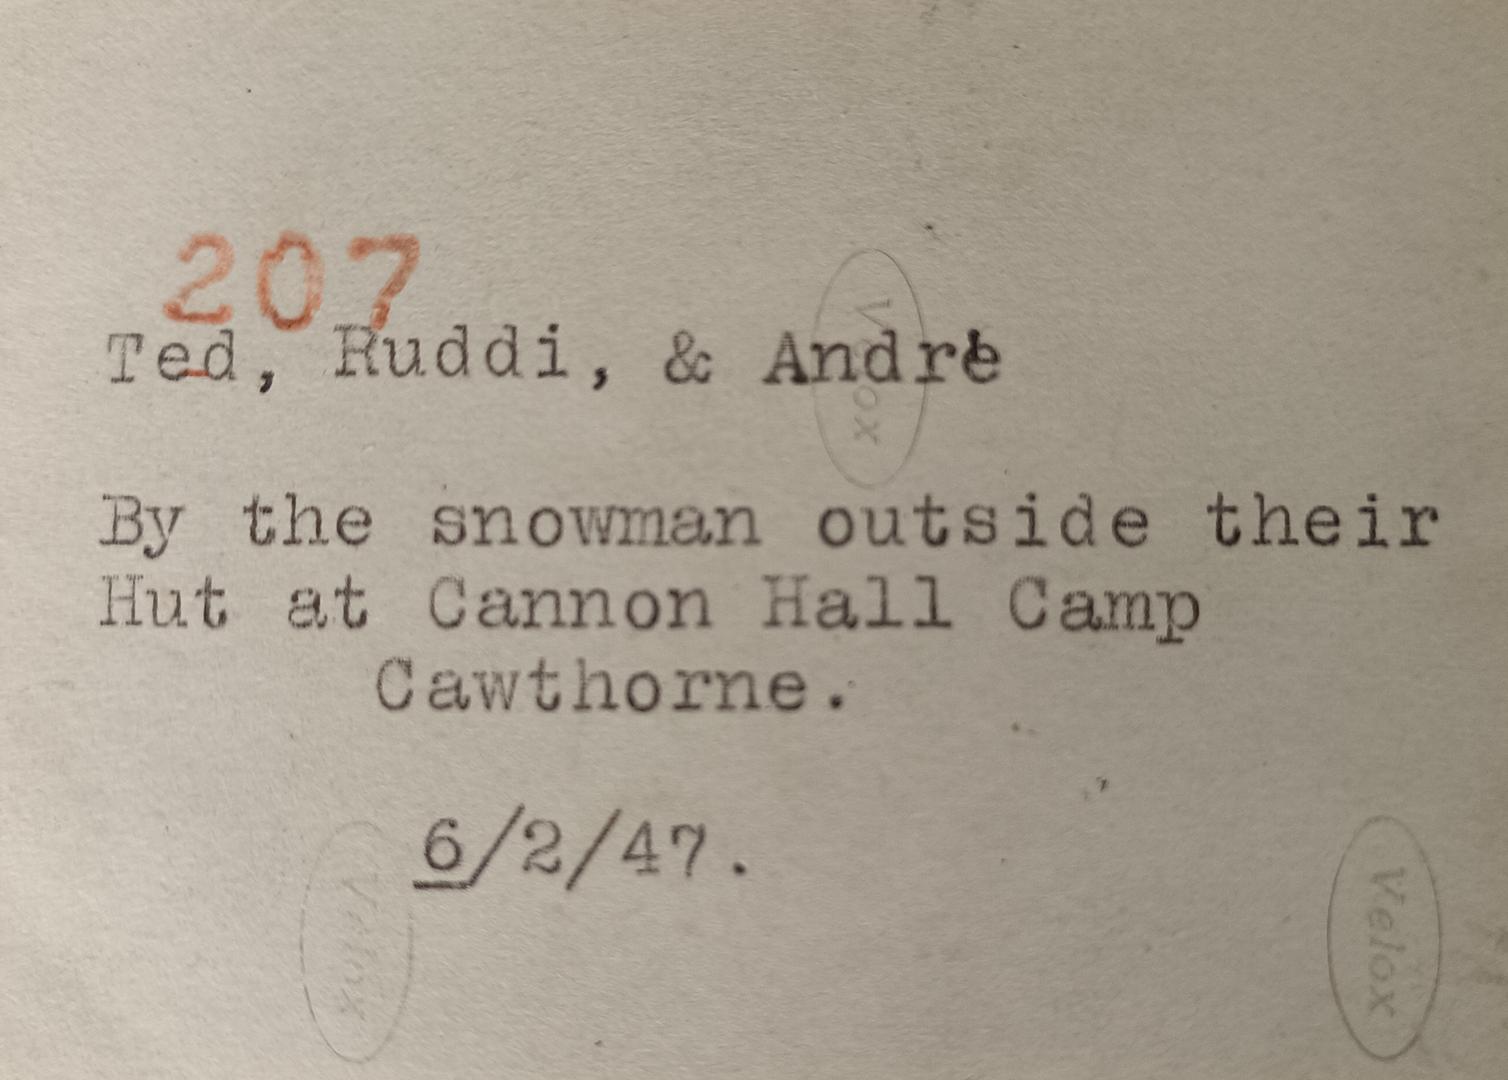 207
Ted, Ruddi, & Andrè
By the snowman outside their
Hut at Cannon Hall Camp
Cawthorne.
6/2/47.
Velox
Velox
Velox